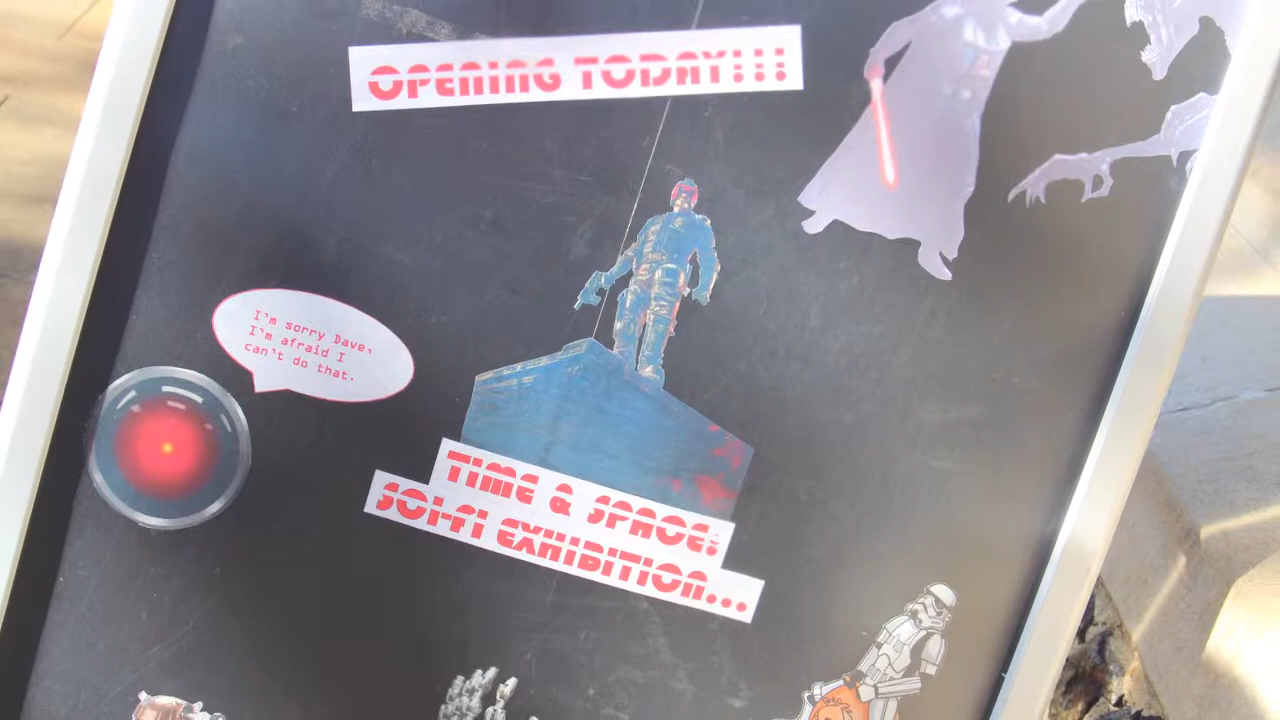 OPENING TODAY!!!
I'm sorry Dave,
I'm afraid I
can't do that.
TIME & SPACE:
SCI-FI EXHIBITION...